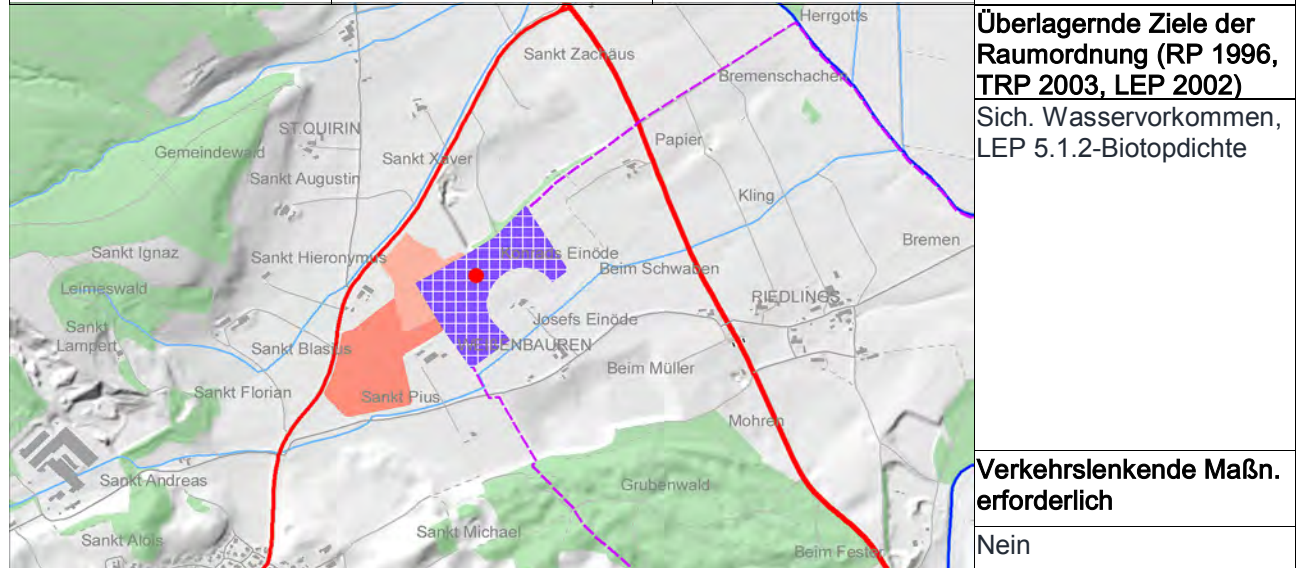 Herrgotts
Sankt Zachäus
Bremenschachen
ST.QUIRIN
Gemeindewald
Sankt Xaver
Papier
Sankt Augustin
Kling
Sankt Ignaz
Sankt Hieronymus
Einöde
Beim Schwaben
Bremen
Leimeswald
RIEDLINGS
Sankt
Lampert
Josefs Einöde
Sankt Blasius
Beim Müller
Sankt Florian
Sankt Pius
Mohren
Sankt Andreas
Grubenwald
Sankt Michael
Sankt Alois
Beim Fester
Überlagernde Ziele der
Raumordnung (RP 1996,
TRP 2003, LEP 2002)
Sich. Wasservorkommen,
LEP 5.1.2-Biotopdichte
Verkehrslenkende Maßn.
erforderlich
Nein